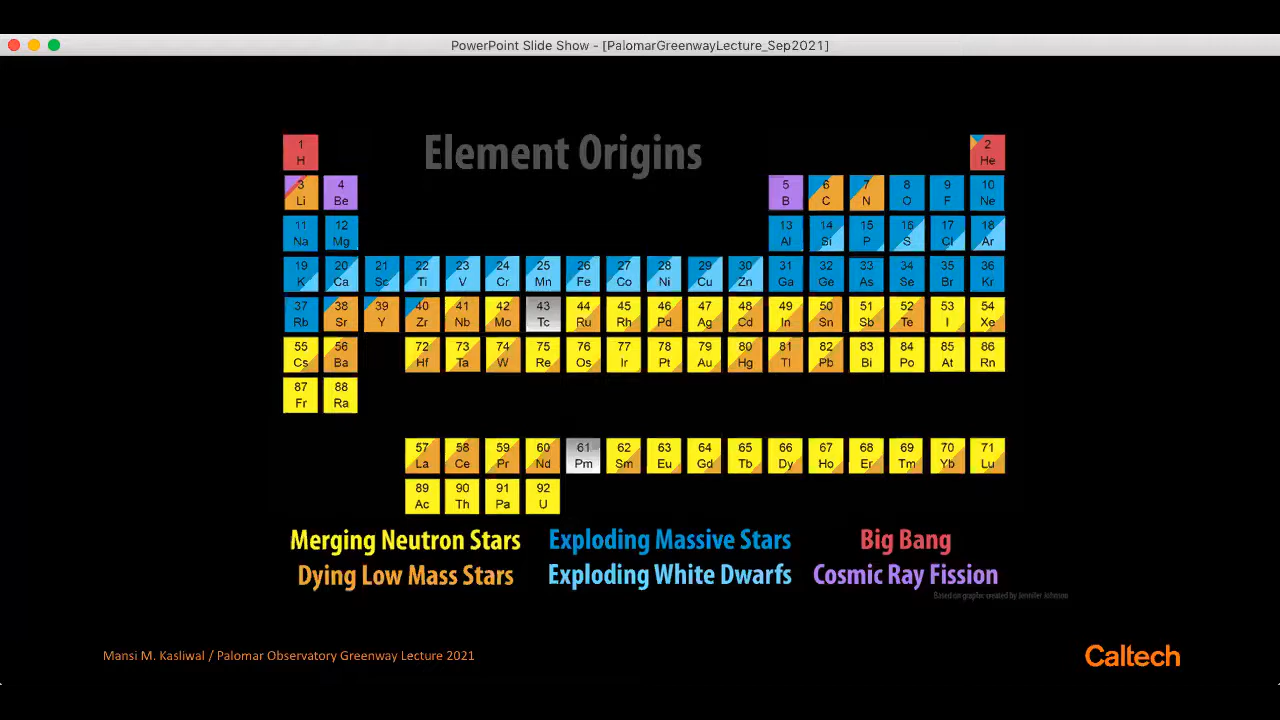 PowerPoint Slide Show - [PalomarGreenwayLecture_Sep2021]
Element Origins
1 2
H He
3 4 5 6 7 8 9 10
Li Be B C N O F Ne
11 12 13 14 15 16 17 18
Na Mg Al Si P S Cl Ar
19 20 21 22 23 24 25 26 27 28 29 30 31 32 33 34 35 36
K Ca Sc Ti V Cr Mn Fe Co Ni Cu Zn Ga Ge As Se Br Kr
37 38 39 40 41 42 43 44 45 46 47 48 49 50 51 52 53 54
Rb Sr Y Zr Nb Mo Tc Ru Rh Pd Ag Cd In Sn Sb Te I Xe
55 56 72 73 74 75 76 77 78 79 80 81 82 83 84 85 86
Cs Ba Hf Ta W Re Os Ir Pt Au Hg Tl Pb Bi Po At Rn
87 88
Fr Ra
57 58 59 60 61 62 63 64 65 66 67 68 69 70 71
La Ce Pr Nd Pm Sm Eu Gd Tb Dy Ho Er Tm Yb Lu
89 90 91 92
Ac Th Pa U
Merging Neutron Stars Exploding Massive Stars Big Bang
Dying Low Mass Stars Exploding White Dwarfs Cosmic Ray Fission
Based on graphic created by Jennifer Johnson
Mansi M. Kasliwal / Palomar Observatory Greenway Lecture 2021
Caltech